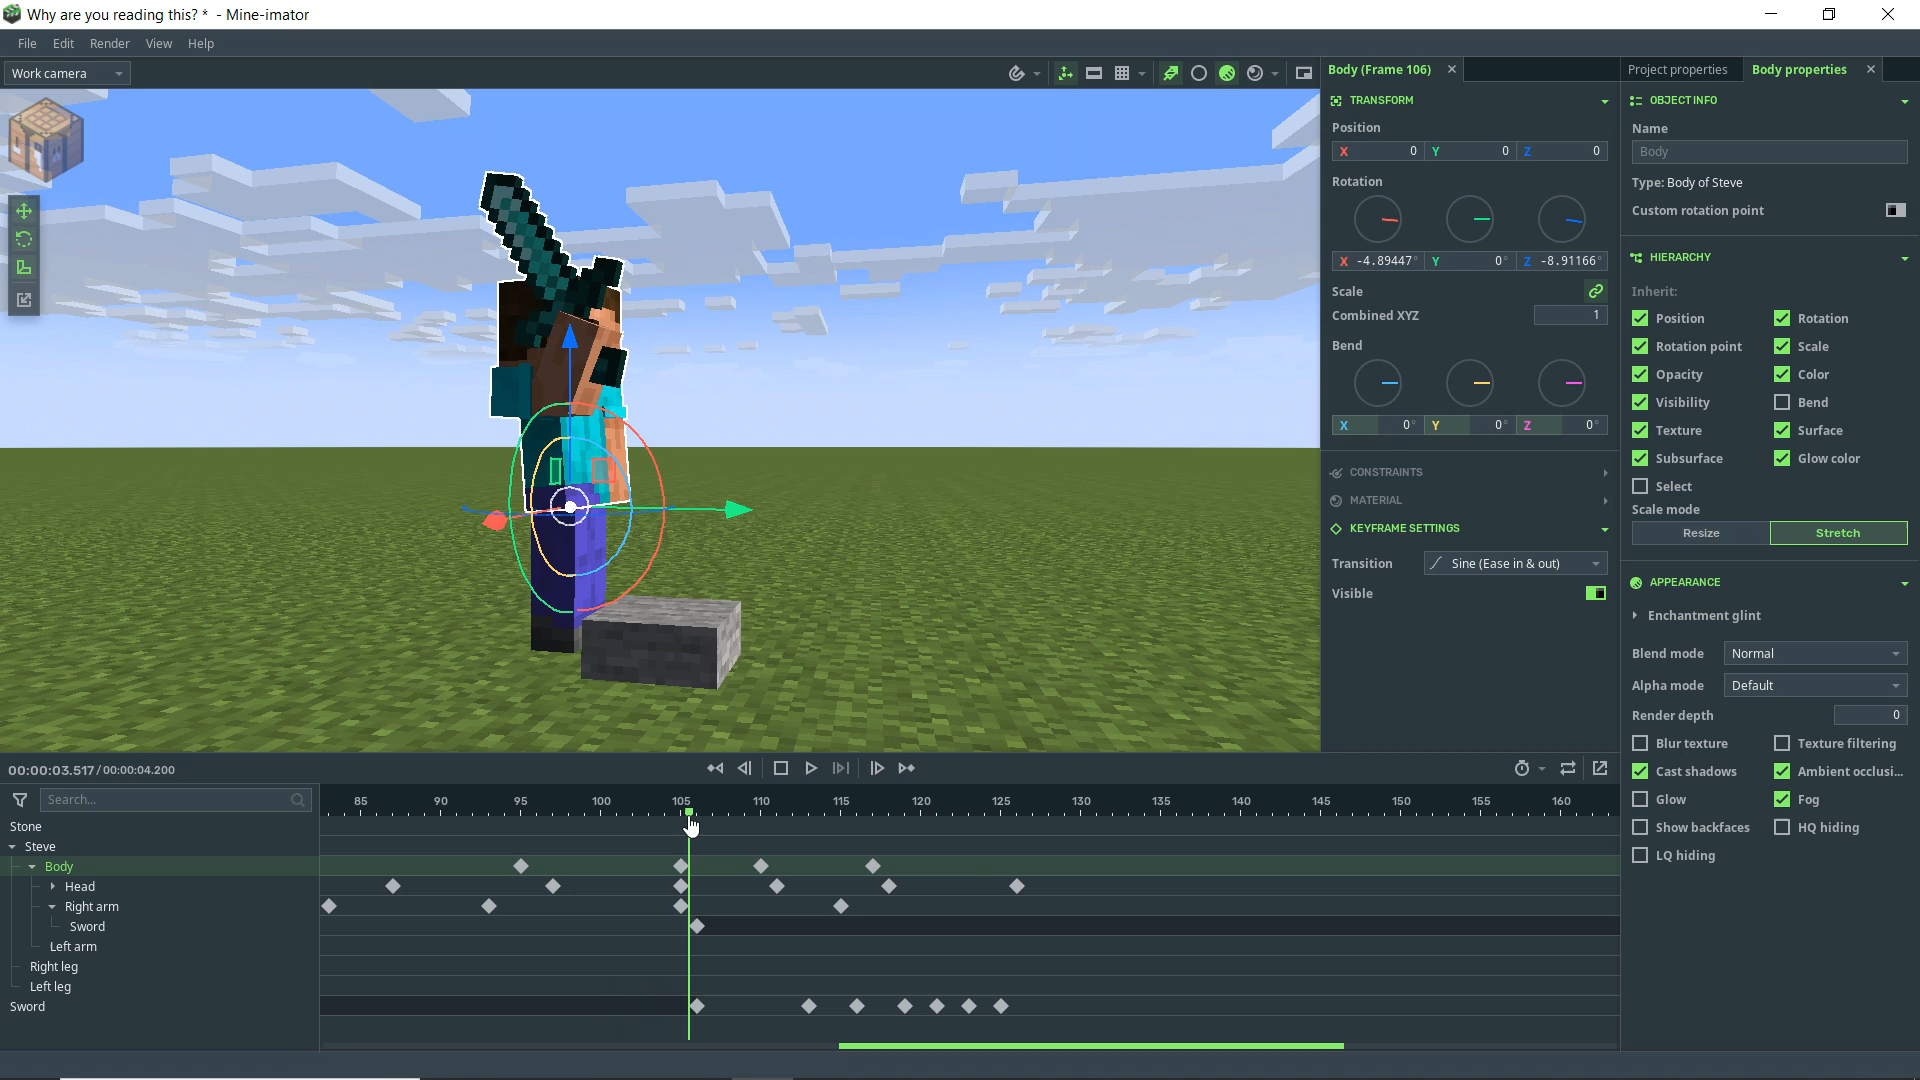 Why are you reading this? * - Mine-imator
File Edit Render View Help
Work camera
Body (Frame 106)
TRANSFORM
Position
X 0 Y 0 Z 0
Rotation
X -4.89447° Y 0° Z -8.91166°
Scale
Combined XYZ 1
Bend
X 0° Y 0° Z 0°
CONSTRAINTS
MATERIAL
KEYFRAME SETTINGS
Transition Sine (Ease in & out)
Visible
Project properties Body properties
OBJECT INFO
Name
Body
Type: Body of Steve
Custom rotation point
HIERARCHY
Inherit:
Position Rotation
Rotation point Scale
Opacity Color
Visibility Bend
Texture Surface
Subsurface Glow color
Select
Scale mode
Resize Stretch
APPEARANCE
Enchantment glint
Blend mode Normal
Alpha mode Default
Render depth 0
Blur texture Texture filtering
Cast shadows Ambient occlusi...
Glow Fog
Show backfaces HQ hiding
LQ hiding
00:00:03.517 / 00:00:04.200
Search...
85 90 95 100 105 110 115 120 125 130 135 140 145 150 155 160
Stone
Steve
Body
Head
Right arm
Sword
Left arm
Right leg
Left leg
Sword